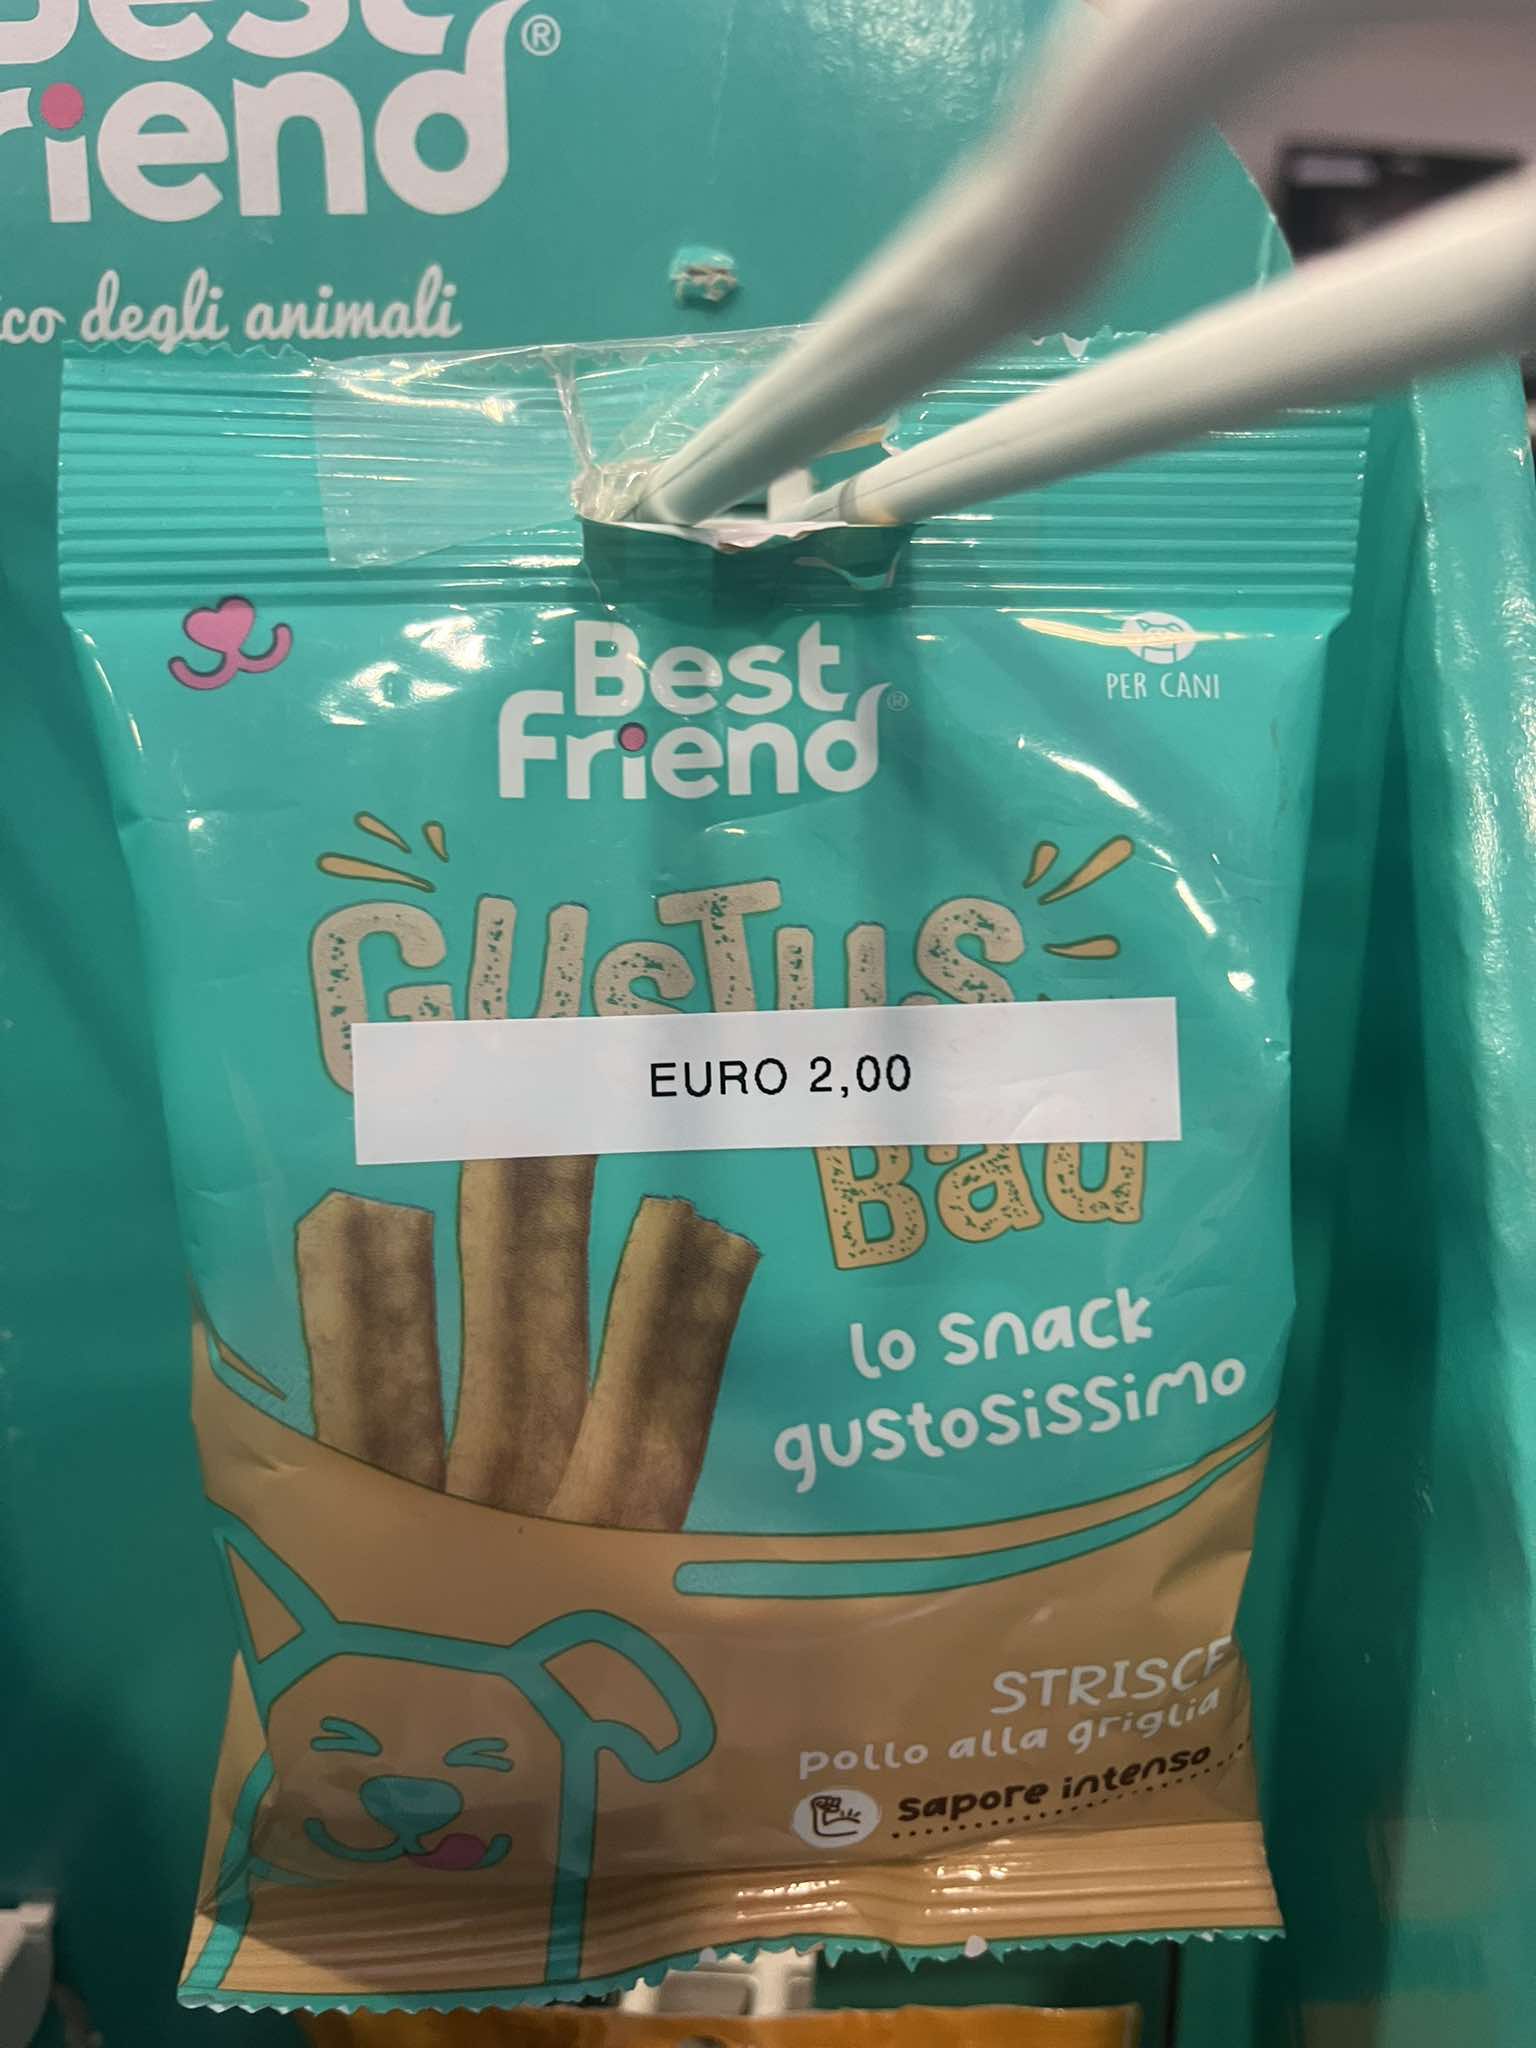 Best
Friend®
degli animali
Best
Friend®
PER CANI
GUSTUS
EURO 2,00
Bau
lo snack
gustosissimo
STRISCE
pollo alla griglia
sapore intenso